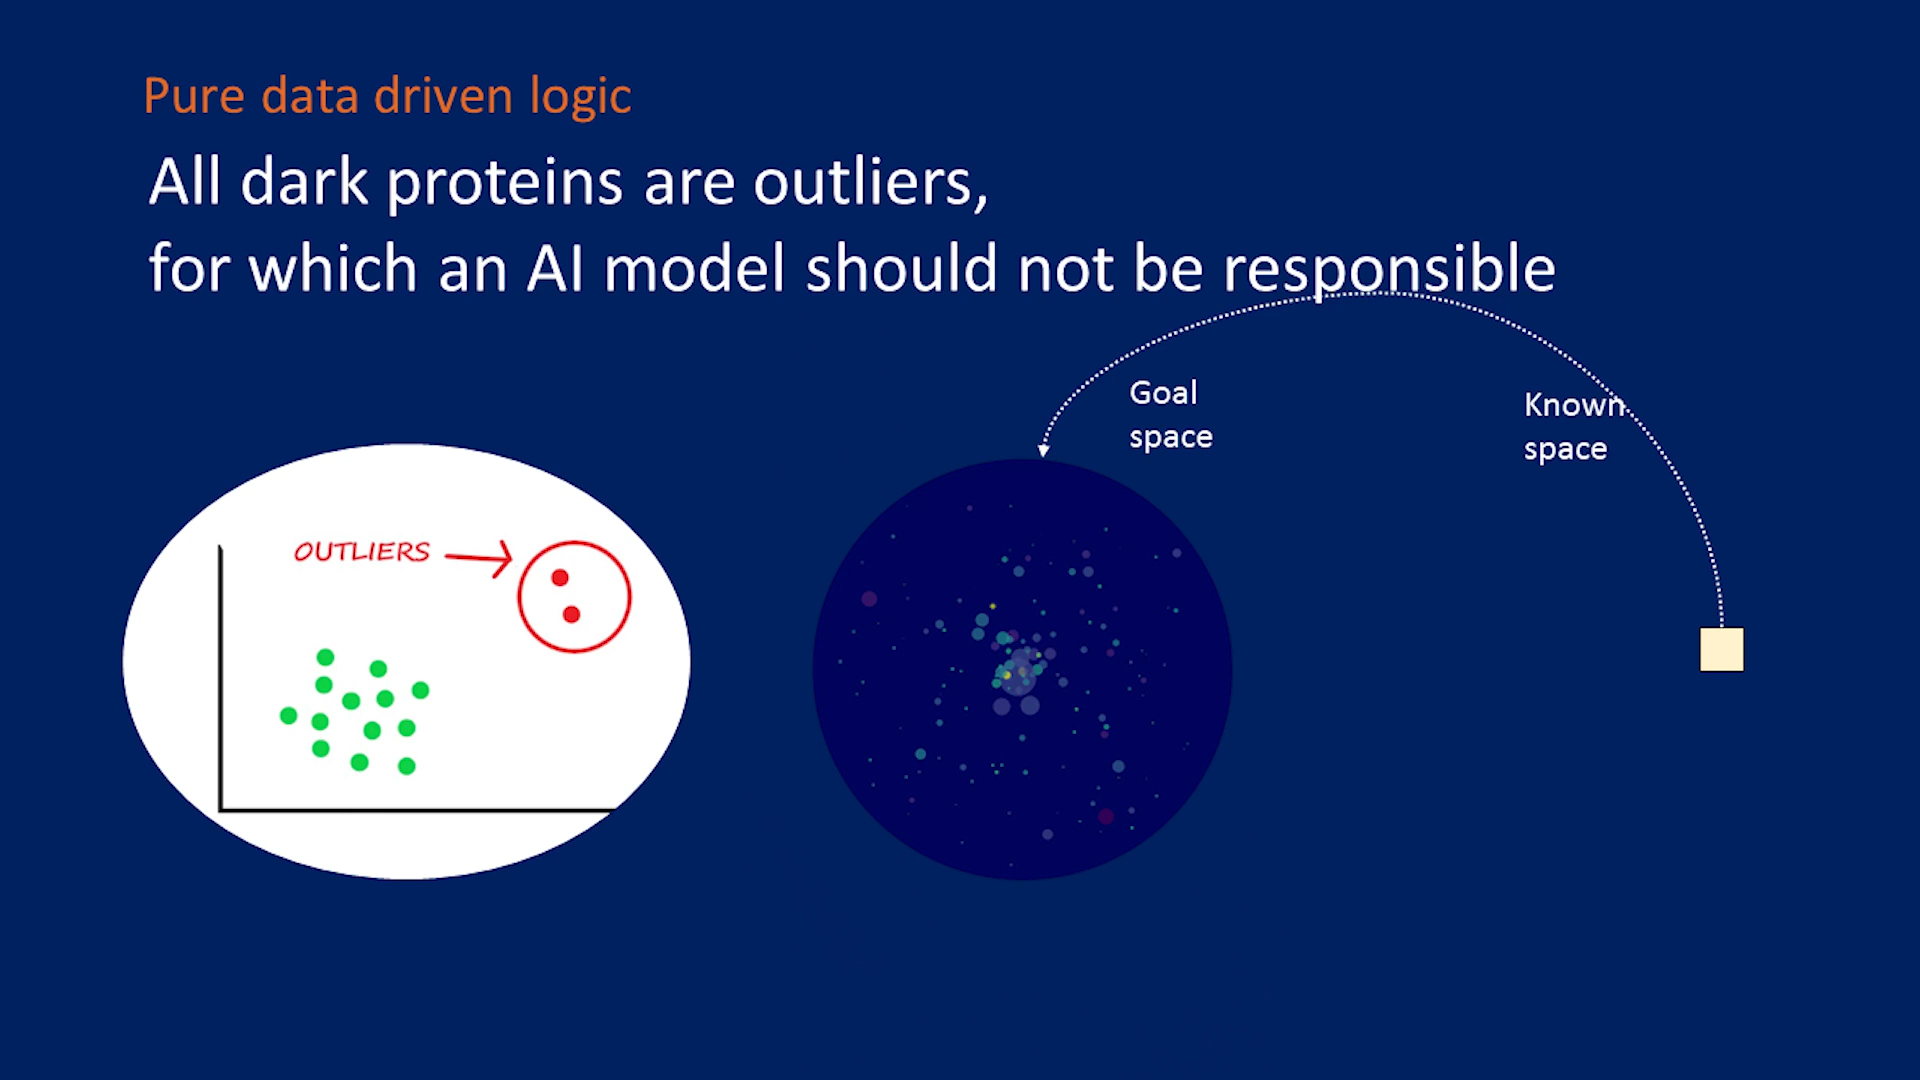 Pure data driven logic
All dark proteins are outliers,
for which an AI model should not be responsible
Goal
space
Known
space
OUTLIERS